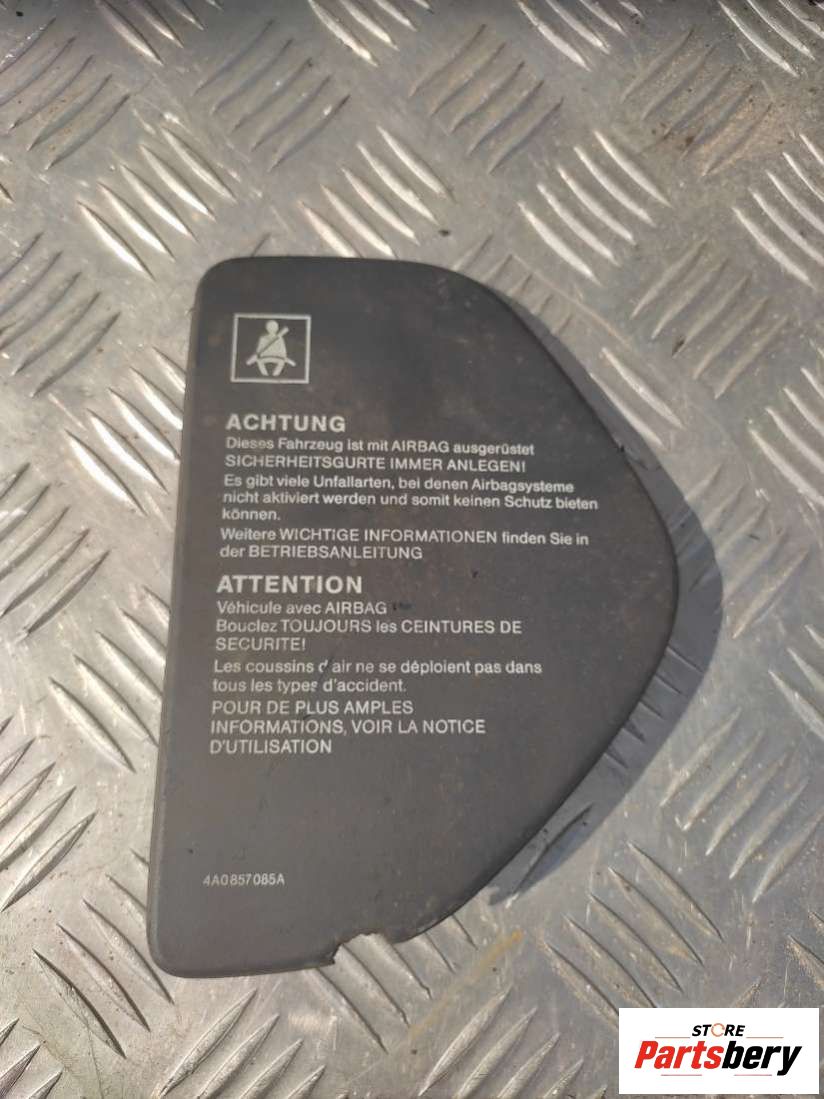 ACHTUNG
Dieses Fahrzeug ist mit AIRBAG ausgerüstet
SICHERHEITSGURTE IMMER ANLEGEN!
Es gibt viele Unfallarten, bei denen Airbagsysteme
nicht aktiviert werden und somit keinen Schutz bieten
können.
Weitere WICHTIGE INFORMATIONEN finden Sie in
der BETRIEBSANLEITUNG
ATTENTION
Véhicule avec AIRBAG
Bouclez TOUJOURS les CEINTURES DE
SECURITE!
Les coussins d'air ne se déploient pas dans
tous les types d'accident.
POUR DE PLUS AMPLES
INFORMATIONS, VOIR LA NOTICE
D'UTILISATION
4A0857085A
STORE
Partsbery